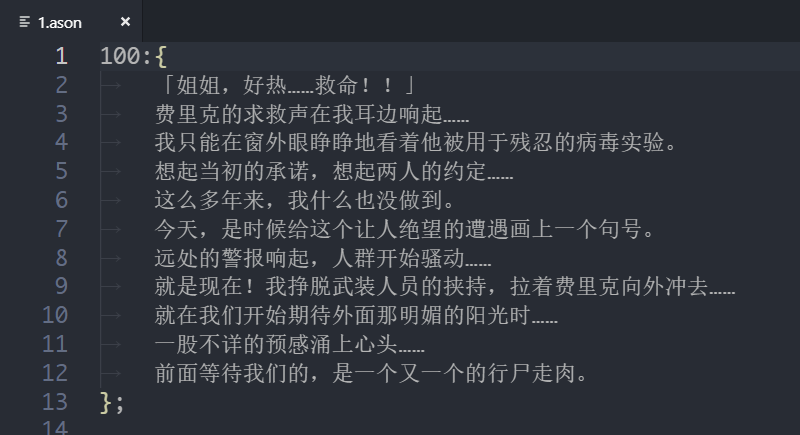 1.ason ×
1 100:{
2 「姐姐，好热……救命！！」
3 费里克的求救声在我耳边响起……
4 我只能在窗外眼睁睁地看着他被用于残忍的病毒实验。
5 想起当初的承诺，想起两人的约定……
6 这么多年来，我什么也没做到。
7 今天，是时候给这个让人绝望的遭遇画上一个句号。
8 远处的警报响起，人群开始骚动……
9 就是现在！我挣脱武装人员的挟持，拉着费里克向外冲去……
10 就在我们开始期待外面那明媚的阳光时……
11 一股不详的预感涌上心头……
12 前面等待我们的，是一个又一个的行尸走肉。
13 };
14